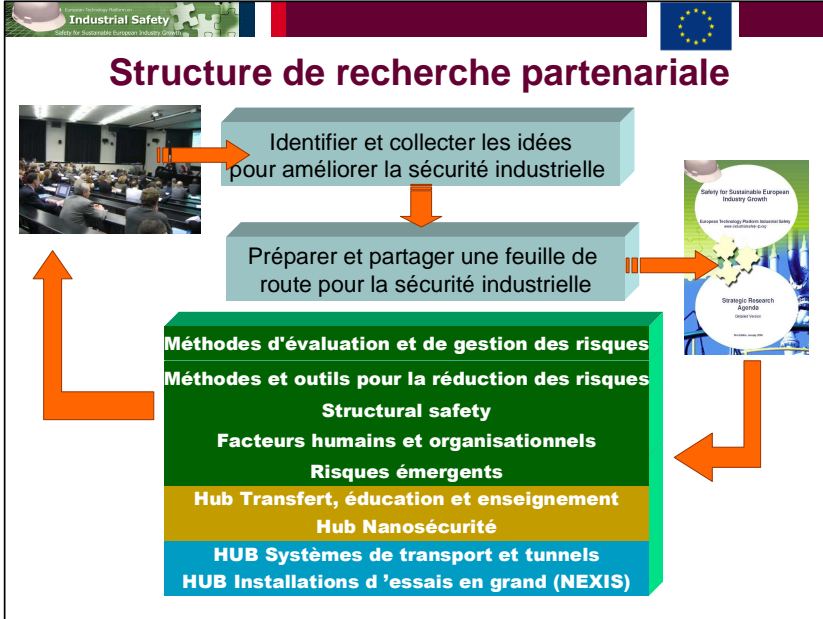 European Technology Platform on
Industrial Safety
Safety for Sustainable European Industry Growth
Structure de recherche partenariale
Identifier et collecter les idées
pour améliorer la sécurité industrielle
Préparer et partager une feuille de
route pour la sécurité industrielle
Safety for Sustainable European
Industry Growth
European Technology Platform Industrial Safety
www.industrialsafety-tp.org
Strategic Research
Agenda
Detailed Version
Méthodes d'évaluation et de gestion des risques
Méthodes et outils pour la réduction des risques
Structural safety
Facteurs humains et organisationnels
Risques émergents
Hub Transfert, éducation et enseignement
Hub Nanosécurité
HUB Systèmes de transport et tunnels
HUB Installations d ’essais en grand (NEXIS)